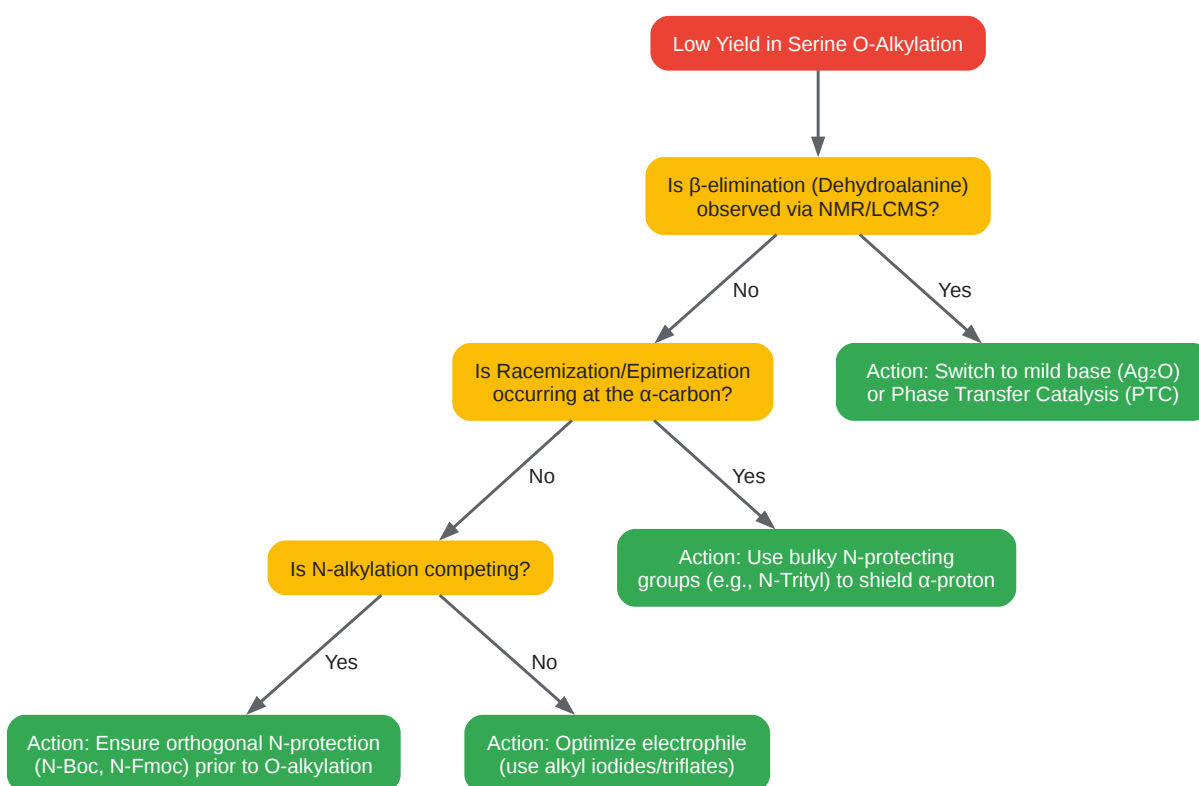 Low Yield in Serine O-Alkylation
Is β-elimination (Dehydroalanine)
observed via NMR/LCMS?
No
Yes
Is Racemization/Epimerization
occurring at the α-carbon?
Action: Switch to mild base (Ag₂O)
or Phase Transfer Catalysis (PTC)
No
Yes
Is N-alkylation competing?
Action: Use bulky N-protecting
groups (e.g., N-Trityl) to shield α-proton
Yes
No
Action: Ensure orthogonal N-protection
(N-Boc, N-Fmoc) prior to O-alkylation
Action: Optimize electrophile
(use alkyl iodides/triflates)